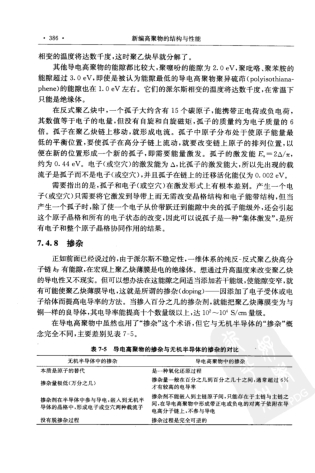 · 386 · 新编高聚物的结构与性能
相变的温度将达数千度，这时聚乙炔早就分解了。
其他导电高聚物的能隙都比较大，聚噻吩的能隙为 2.0 eV，聚吡咯、聚苯胺的
能隙超过 3.0 eV，即使是被认为能隙最低的导电高聚物聚异硫茚(polyisothiana-
phene)的能隙也在 1.0 eV 左右。它们的派尔斯相变的温度也将达数千度，在常温下
只能是绝缘体。
在反式聚乙炔中，一个孤子大约含有 15 个碳原子，能携带正电荷或负电荷，
其数值等于电子的电量，但没有自旋和自旋磁矩，孤子的质量约为电子质量的 6
倍。孤子在聚乙炔链上移动，就形成电流。孤子中原子分布处于使原子能量最
低的平衡位置，要使孤子在高分子链上流动，就要改变链上原子的排列位置，以
便在新的位置形成一个新的孤子，即需要能量激发。孤子的激发能 Es=2Δ/π，
约为 0.44 eV。电子(或空穴)的激发能为 Δ，比孤子的激发能大，所以先出现的载
流子是孤子而不是电子(或空穴)，并且孤子在链上的迁移活化能仅为 0.002 eV。
需要指出的是，孤子和电子(或空穴)在激发形式上有根本差别。产生一个电
子(或空穴)只需要将它激发到导带上而无需改变晶格结构和电子能带结构，但当
产生一个孤子时，除了使一个电子从价带跃迁到能隙中央的孤子能级外，还会引起
这个原子晶格和所有的电子状态的改变，因此可以说孤子是一种“集体激发”，是所
有电子和整个原子晶格协同作用的结果。
7.4.8 掺杂
正如前面已经说过的，由于派尔斯不稳定性，一维体系的纯反-反式聚乙炔高分
子链 k_F 有能隙，在宏观上聚乙炔薄膜是电的绝缘体。想通过升高温度来改变聚乙炔
的导电性又不现实。但可以想办法在这能隙之间适当添加若干能级，使能隙变窄，就
有可能使聚乙炔薄膜导电，这就是所谓的掺杂(doping)——因添加了电子受体或电
子给体而提高电导率的方法。当掺入百分之几的掺杂剂，就能把聚乙炔薄膜变为与
铜一样的良导体，其电导率能提高十个数量级以上，达
在导电高聚物中虽然也用了“掺杂”这个术语，但它与无机半导体的“掺杂”概
念完全不同，主要差别见表 7-5。
表 7-5 导电高聚物的掺杂与无机半导体的掺杂的对比
无机半导体中的掺杂 导电高聚物中的掺杂
本质是原子的替代 是一种氧化还原过程
掺杂量极低(万分之几) 掺杂量一般在百分之几到百分之几十之间，通常超过 6%
才有较高的电导率
掺杂剂在半导体中参与导电，嵌入到无机半
导体的晶格中，形成电子或空穴两种载流子 掺杂剂不能嵌入到主链原子间，只能存在于主链与主链之
间，在导电高聚物中形成带正电或负电的对离子依附在导
电高分子链上，不参与导电
没有脱掺杂过程 掺杂过程是完全可逆的